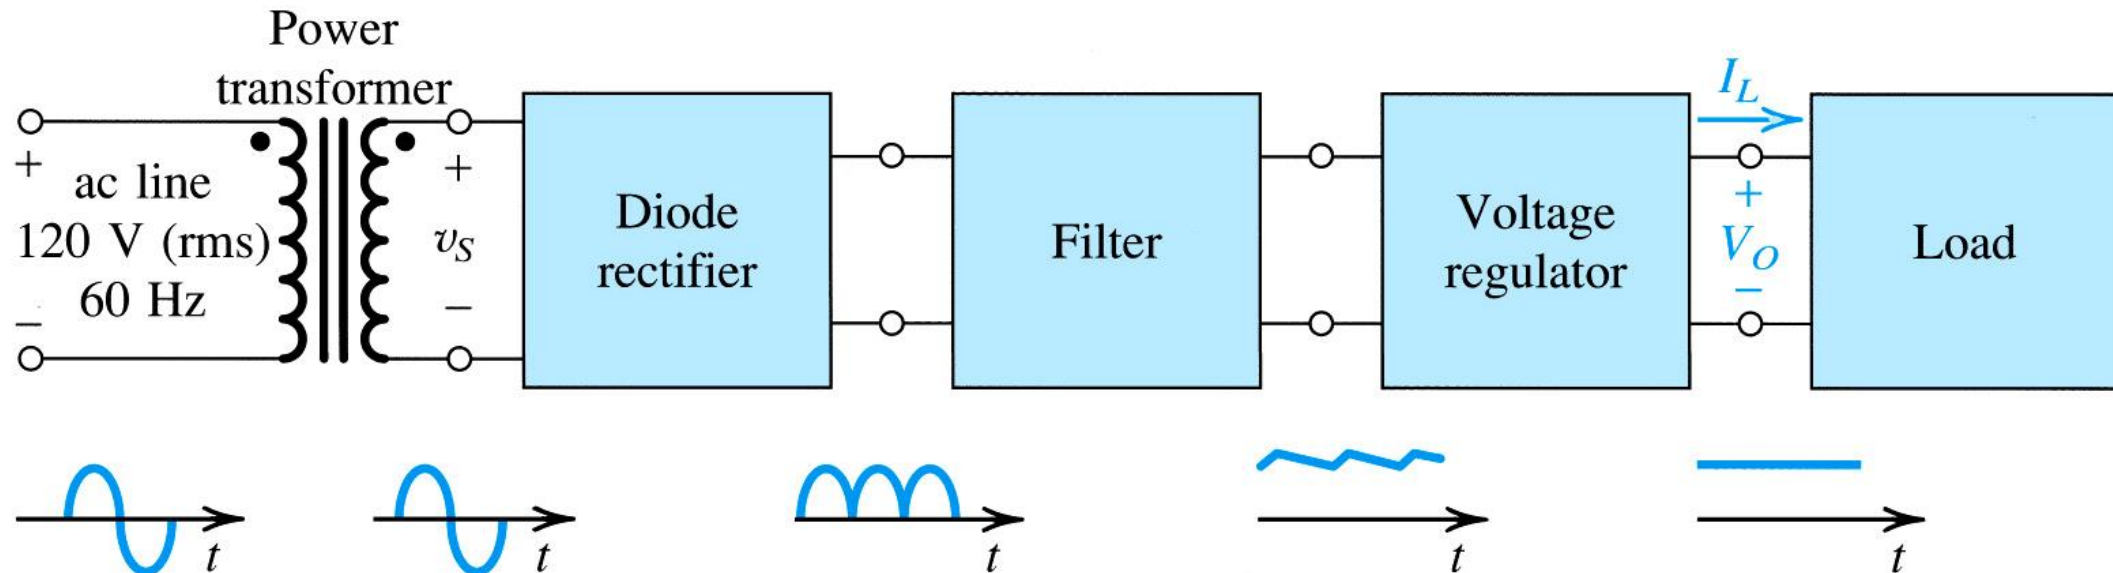 Power
transformer
+
ac line
120 V (rms)
60 Hz
−
+
v_S
−
Diode
rectifier
Filter
Voltage
regulator
I_L
+
V_O
−
Load
t
t
t
t
t